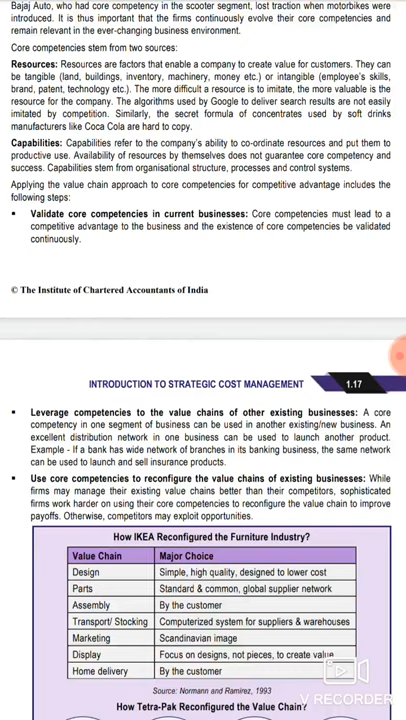 Bajaj Auto, who had core competency in the scooter segment, lost traction when motorbikes were
introduced. It is thus important that the firms continuously evolve their core competencies and
remain relevant in the ever-changing business environment.
Core competencies stem from two sources:
Resources: Resources are factors that enable a company to create value for customers. They can
be tangible (land, buildings, inventory, machinery, money etc.) or intangible (employee's skills,
brand, patent, technology etc.). The more difficult a resource is to imitate, the more valuable is the
resource for the company. The algorithms used by Google to deliver search results are not easily
imitated by competition. Similarly, the secret formula of concentrates used by soft drinks
manufacturers like Coca Cola are hard to copy.
Capabilities: Capabilities refer to the company's ability to co-ordinate resources and put them to
productive use. Availability of resources by themselves does not guarantee core competency and
success. Capabilities stem from organisational structure, processes and control systems.
Applying the value chain approach to core competencies for competitive advantage includes the
following steps:
▪ Validate core competencies in current businesses: Core competencies must lead to a
competitive advantage to the business and the existence of core competencies be validated
continuously.
© The Institute of Chartered Accountants of India
INTRODUCTION TO STRATEGIC COST MANAGEMENT 1.17
▪ Leverage competencies to the value chains of other existing businesses: A core
competency in one segment of business can be used in another existing/new business. An
excellent distribution network in one business can be used to launch another product.
Example - If a bank has wide network of branches in its banking business, the same network
can be used to launch and sell insurance products.
▪ Use core competencies to reconfigure the value chains of existing businesses: While
firms may manage their existing value chains better than their competitors, sophisticated
firms work harder on using their core competencies to reconfigure the value chain to improve
payoffs. Otherwise, competitors may exploit opportunities.
How IKEA Reconfigured the Furniture Industry?
Value Chain Major Choice
Design Simple, high quality, designed to lower cost
Parts Standard & common, global supplier network
Assembly By the customer
Transport/ Stocking Computerized system for suppliers & warehouses
Marketing Scandinavian image
Display Focus on designs, not pieces, to create value
Home delivery By the customer
Source: Normann and Ramirez, 1993
V RECORDER
How Tetra-Pak Reconfigured the Value Chain?